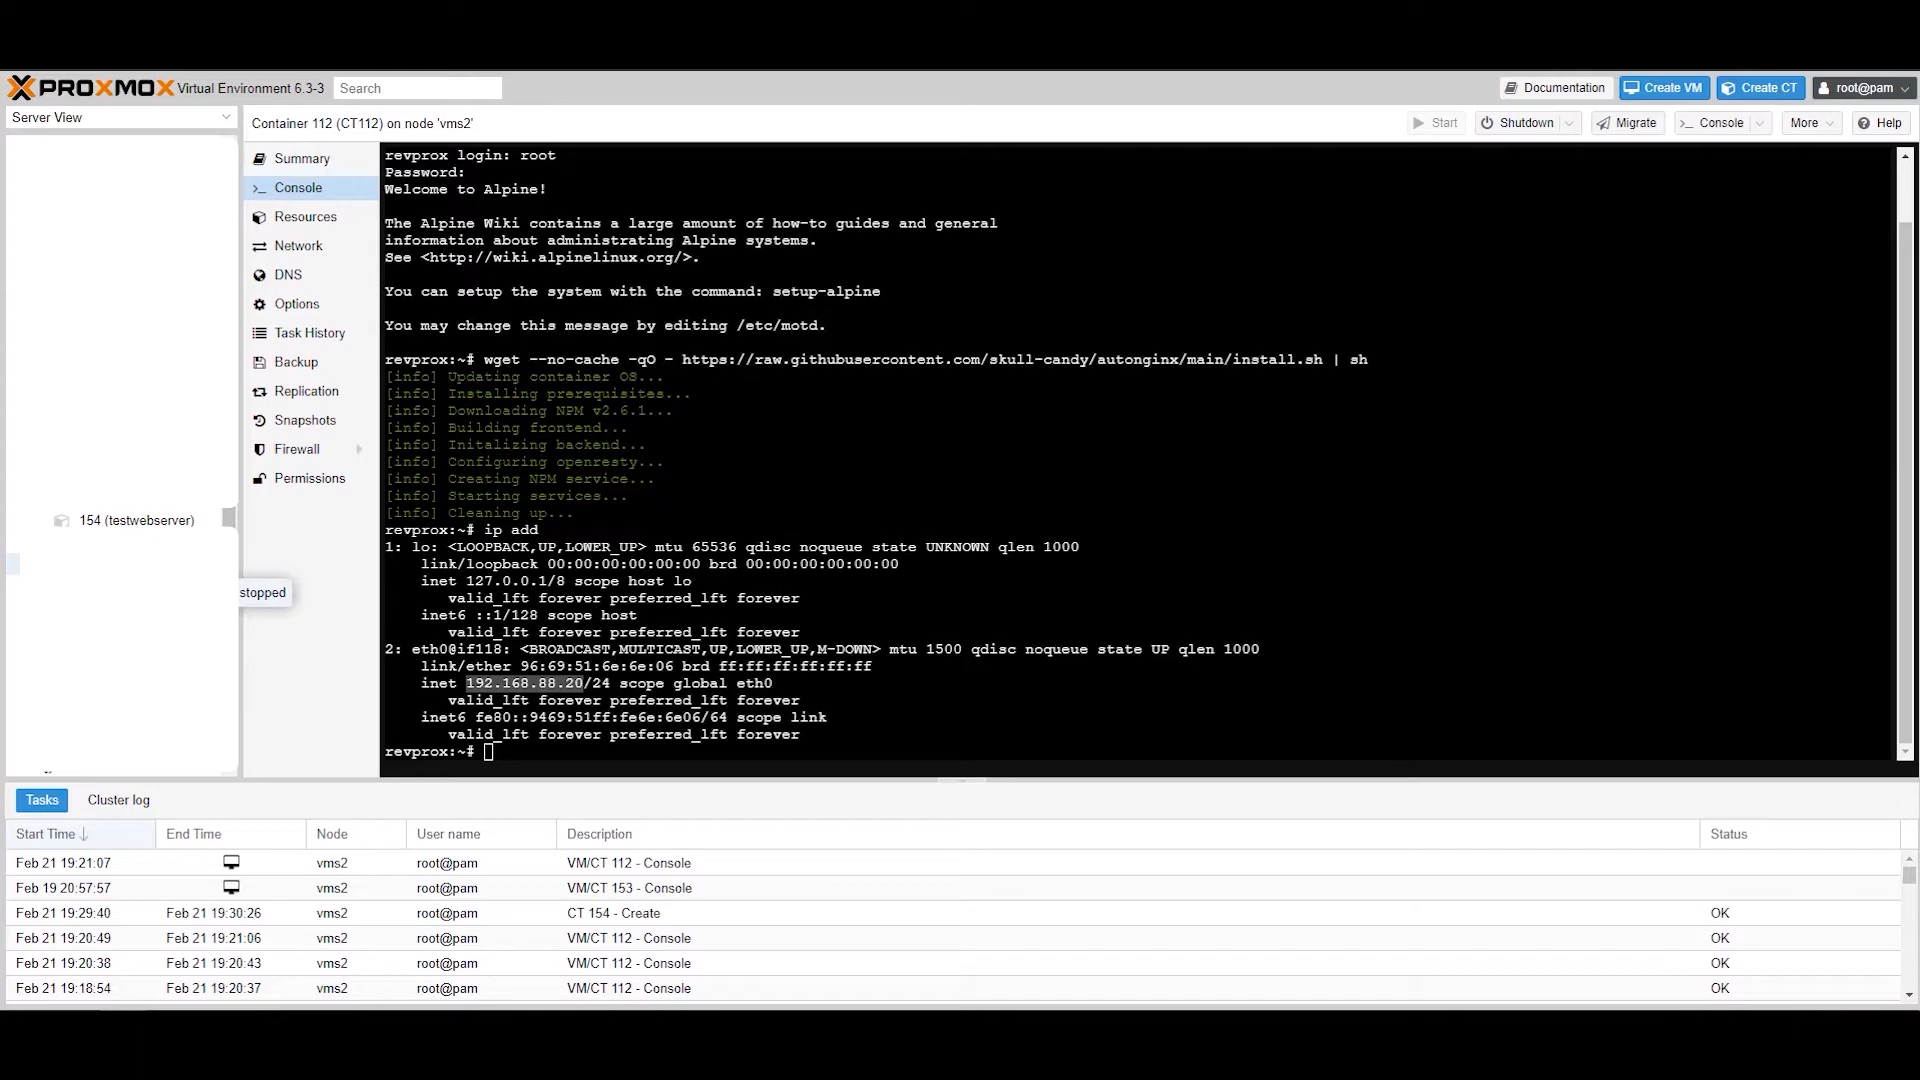 PROXMOX Virtual Environment 6.3-3 Search Documentation Create VM Create CT root@pam
Server View
Container 112 (CT112) on node 'vms2' Start Shutdown Migrate Console More Help
Summary
Console
Resources
Network
DNS
Options
Task History
Backup
Replication
Snapshots
Firewall
Permissions
154 (testwebserver)
stopped
revprox login: root
Password:
Welcome to Alpine!
The Alpine Wiki contains a large amount of how-to guides and general
information about administrating Alpine systems.
See <http://wiki.alpinelinux.org/>.
You can setup the system with the command: setup-alpine
You may change this message by editing /etc/motd.
revprox:~# wget --no-cache -qO - https://raw.githubusercontent.com/skull-candy/autonginx/main/install.sh | sh
[info] Updating container OS...
[info] Installing prerequisites...
[info] Downloading NPM v2.6.1...
[info] Building frontend...
[info] Initalizing backend...
[info] Configuring openresty...
[info] Creating NPM service...
[info] Starting services...
[info] Cleaning up...
revprox:~# ip add
1: lo: <LOOPBACK,UP,LOWER_UP> mtu 65536 qdisc noqueue state UNKNOWN qlen 1000
link/loopback 00:00:00:00:00:00 brd 00:00:00:00:00:00
inet 127.0.0.1/8 scope host lo
valid_lft forever preferred_lft forever
inet6 ::1/128 scope host
valid_lft forever preferred_lft forever
2: eth0@if118: <BROADCAST,MULTICAST,UP,LOWER_UP,M-DOWN> mtu 1500 qdisc noqueue state UP qlen 1000
link/ether 96:69:51:6e:6e:06 brd ff:ff:ff:ff:ff:ff
inet 192.168.88.20/24 scope global eth0
valid_lft forever preferred_lft forever
inet6 fe80::9469:51ff:fe6e:6e06/64 scope link
valid_lft forever preferred_lft forever
revprox:~#
Tasks Cluster log
Start Time End Time Node User name Description Status
Feb 21 19:21:07 vms2 root@pam VM/CT 112 - Console
Feb 19 20:57:57 vms2 root@pam VM/CT 153 - Console
Feb 21 19:29:40 Feb 21 19:30:26 vms2 root@pam CT 154 - Create OK
Feb 21 19:20:49 Feb 21 19:21:06 vms2 root@pam VM/CT 112 - Console OK
Feb 21 19:20:38 Feb 21 19:20:43 vms2 root@pam VM/CT 112 - Console OK
Feb 21 19:18:54 Feb 21 19:20:37 vms2 root@pam VM/CT 112 - Console OK